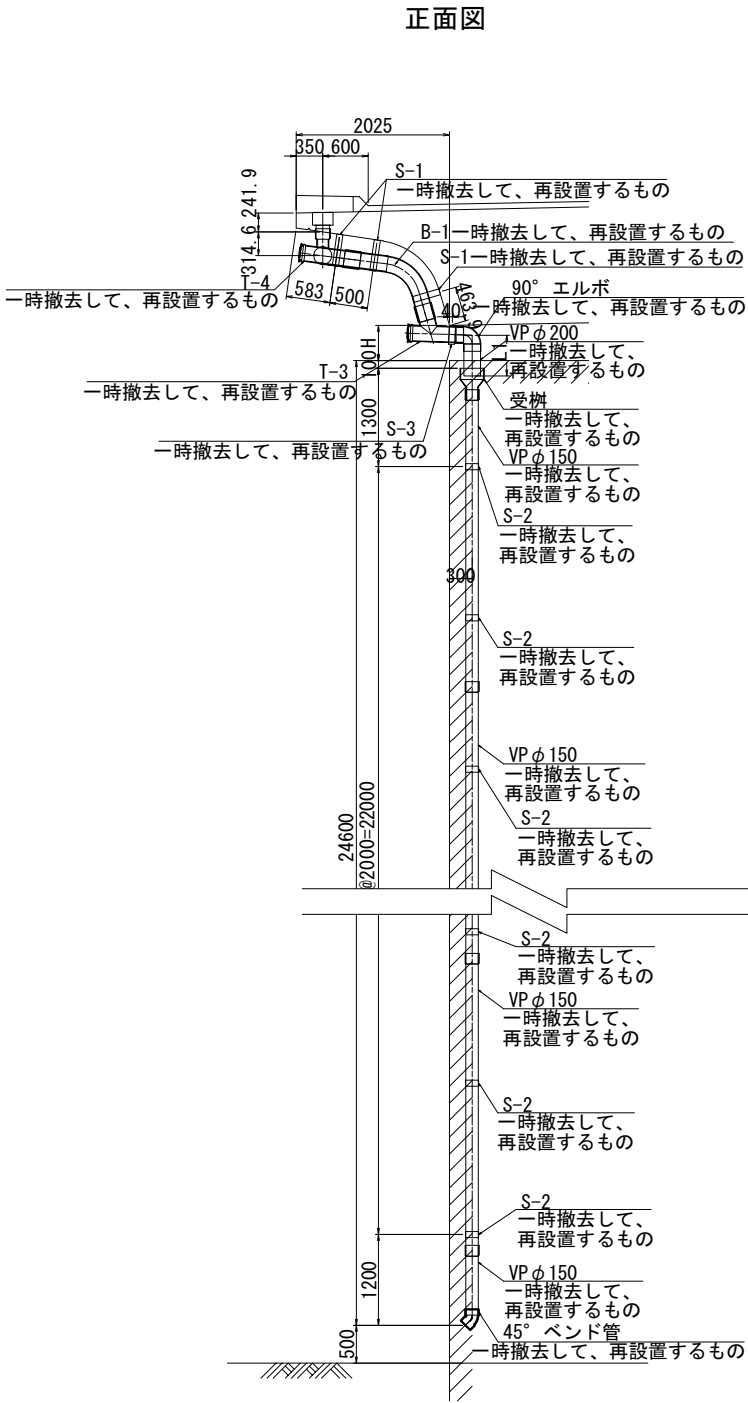 正面図
2025
350
600
S-1
一時撤去して、再設置するもの
241.9
314.6
B-1一時撤去して、再設置するもの
S-1一時撤去して、再設置するもの
T-4
一時撤去して、再設置するもの
583
500
463.9
90° エルボ
一時撤去して、再設置するもの
VPφ200
一時撤去して、
再設置するもの
T-3
一時撤去して、再設置するもの
1300
受桝
一時撤去して、
再設置するもの
S-3
一時撤去して、再設置するもの
VPφ150
一時撤去して、
再設置するもの
S-2
一時撤去して、
再設置するもの
300
S-2
一時撤去して、
再設置するもの
VPφ150
一時撤去して、
再設置するもの
S-2
一時撤去して、
再設置するもの
24600
@2000=22000
S-2
一時撤去して、
再設置するもの
VPφ150
一時撤去して、
再設置するもの
S-2
一時撤去して、
再設置するもの
S-2
一時撤去して、
再設置するもの
1200
VPφ150
一時撤去して、
再設置するもの
45° ベンド管
一時撤去して、再設置するもの
500